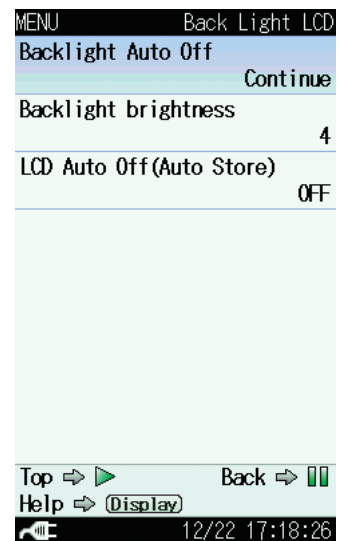 MENU Back Light LCD
Backlight Auto Off
Continue
Backlight brightness
4
LCD Auto Off(Auto Store)
OFF
Top ⇨ ▷ Back ⇨ ▯▯
Help ⇨ (Display)
12/22 17:18:26